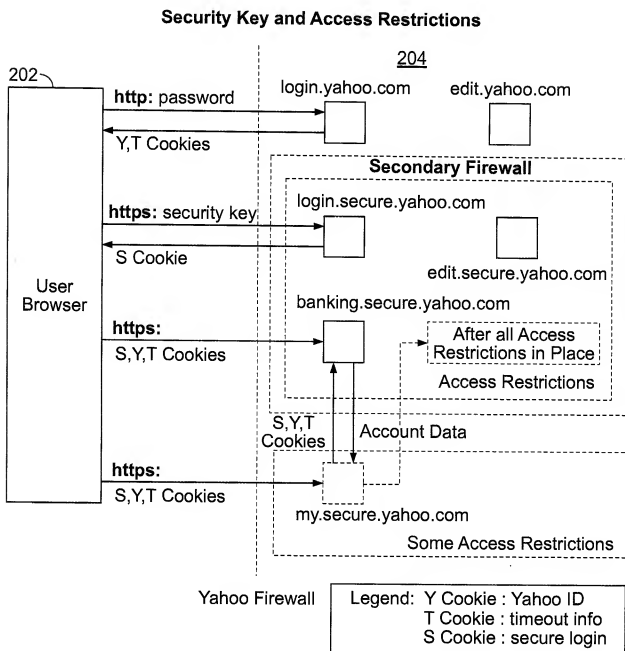 Security Key and Access Restrictions
202
204
login.yahoo.com
edit.yahoo.com
http: password
Y,T Cookies
Secondary Firewall
login.secure.yahoo.com
https: security key
S Cookie
edit.secure.yahoo.com
User
Browser
banking.secure.yahoo.com
https:
S,Y,T Cookies
After all Access
Restrictions in Place
Access Restrictions
S,Y,T
Cookies
Account Data
https:
S,Y,T Cookies
my.secure.yahoo.com
Some Access Restrictions
Yahoo Firewall
Legend: Y Cookie : Yahoo ID
T Cookie : timeout info
S Cookie : secure login